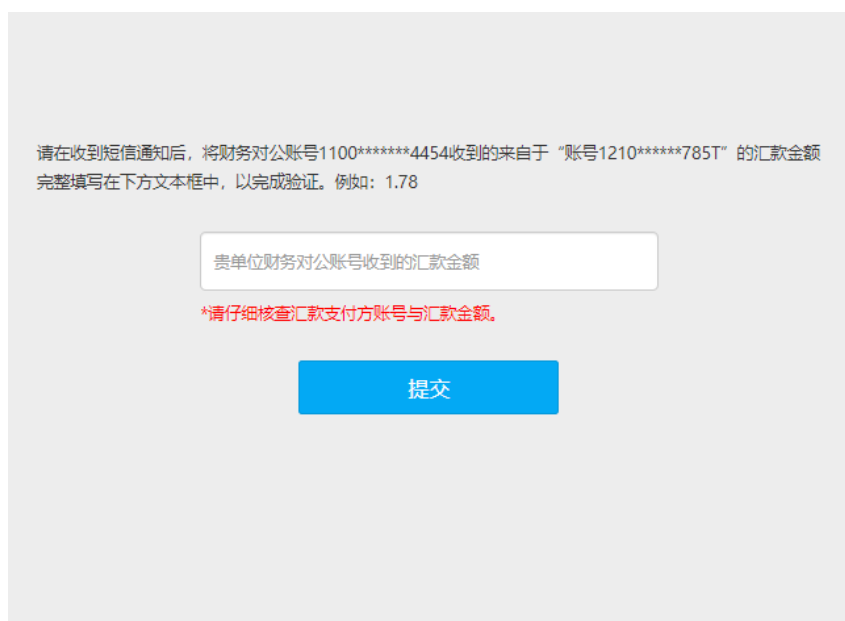 请在收到短信通知后，将财务对公账号1100*******4454收到的来自于“账号1210******785T”的汇款金额
完整填写在下方文本框中，以完成验证。例如：1.78
贵单位财务对公账号收到的汇款金额
*请仔细核查汇款支付方账号与汇款金额。
提交